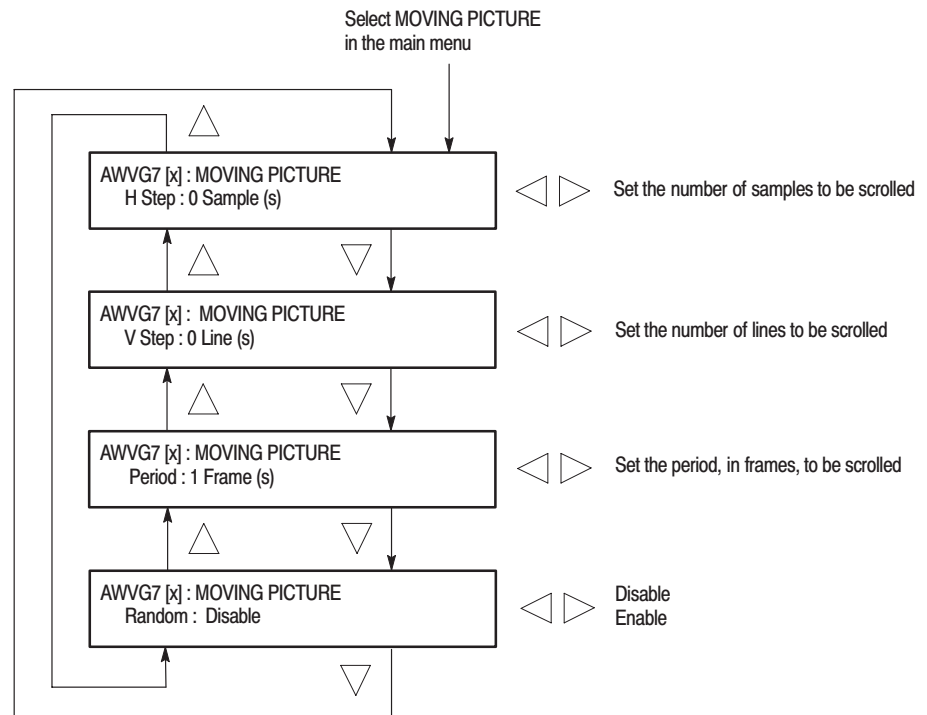 Select MOVING PICTURE
in the main menu
AWVG7 [x] : MOVING PICTURE
H Step : 0 Sample (s)
Set the number of samples to be scrolled
AWVG7 [x] :  MOVING PICTURE
V Step : 0 Line (s)
Set the number of lines to be scrolled
AWVG7 [x] : MOVING PICTURE
Period : 1 Frame (s)
Set the period, in frames, to be scrolled
AWVG7 [x] : MOVING PICTURE
Random :  Disable
Disable
Enable